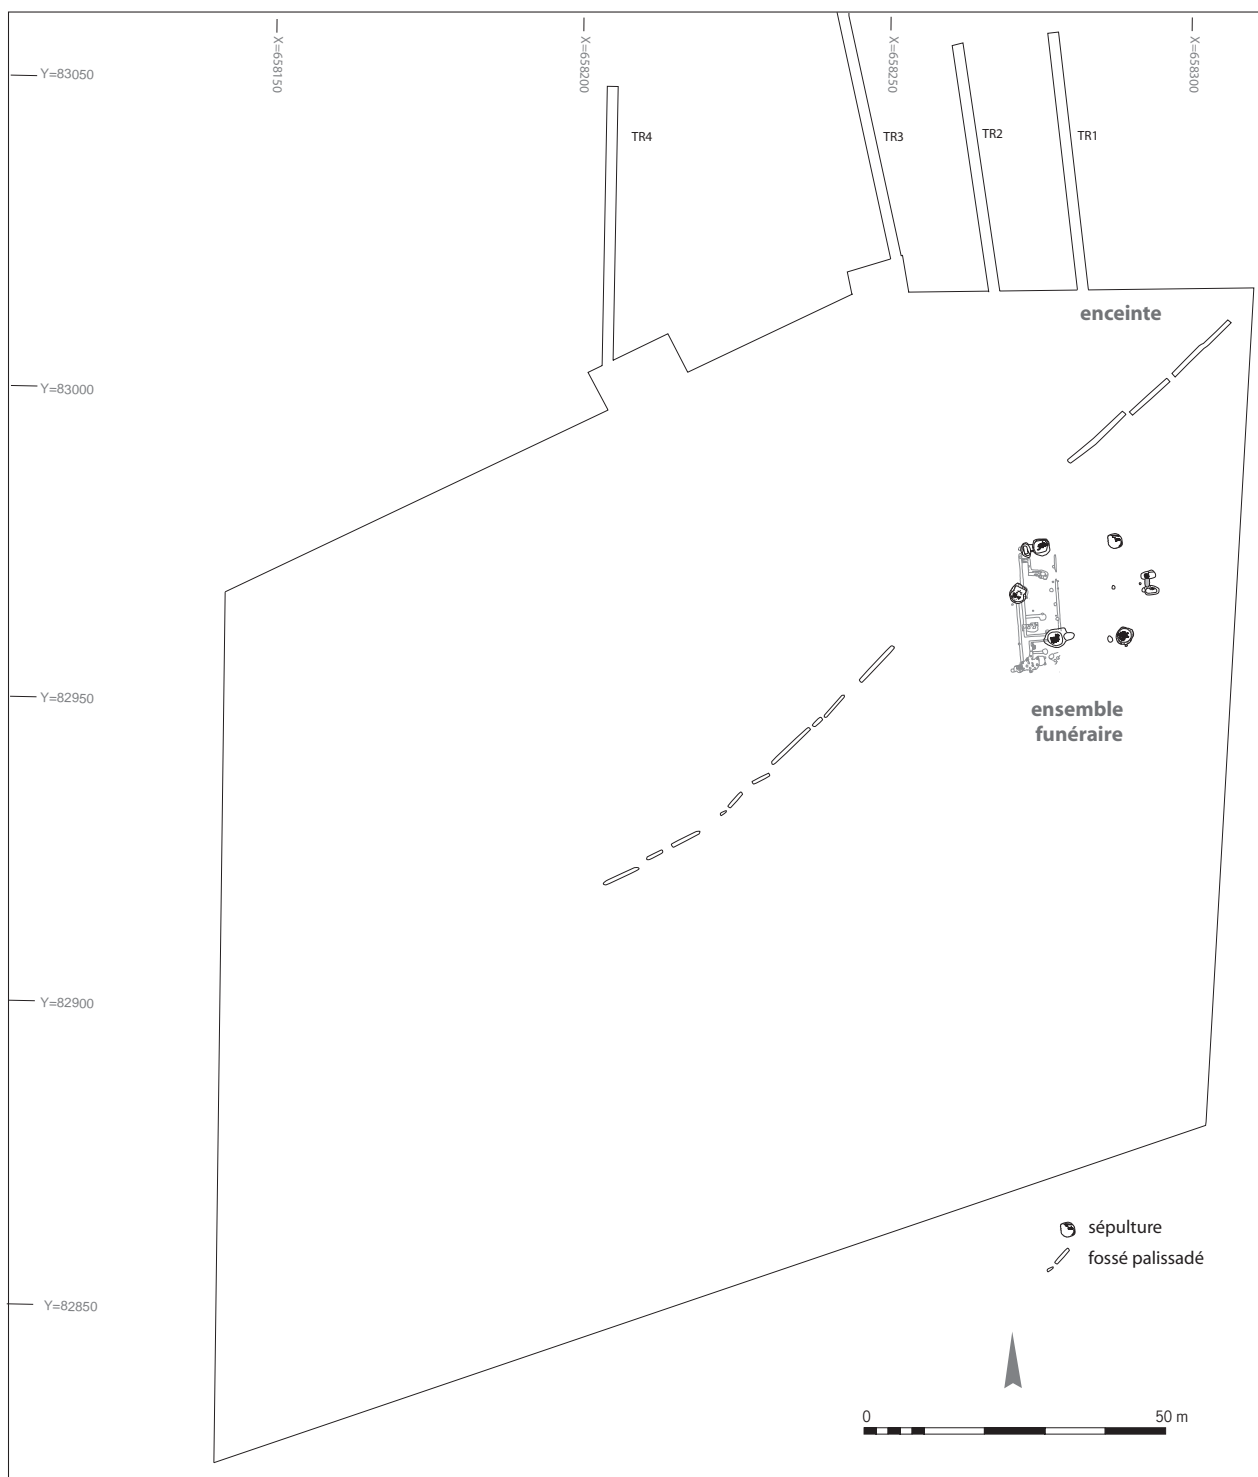 X=658150
X=658200
X=658250
X=658300
Y=83050
TR4
TR3
TR2
TR1
enceinte
Y=83000
Y=82950
ensemble
funéraire
Y=82900
sépulture
fossé palissadé
Y=82850
0
50 m